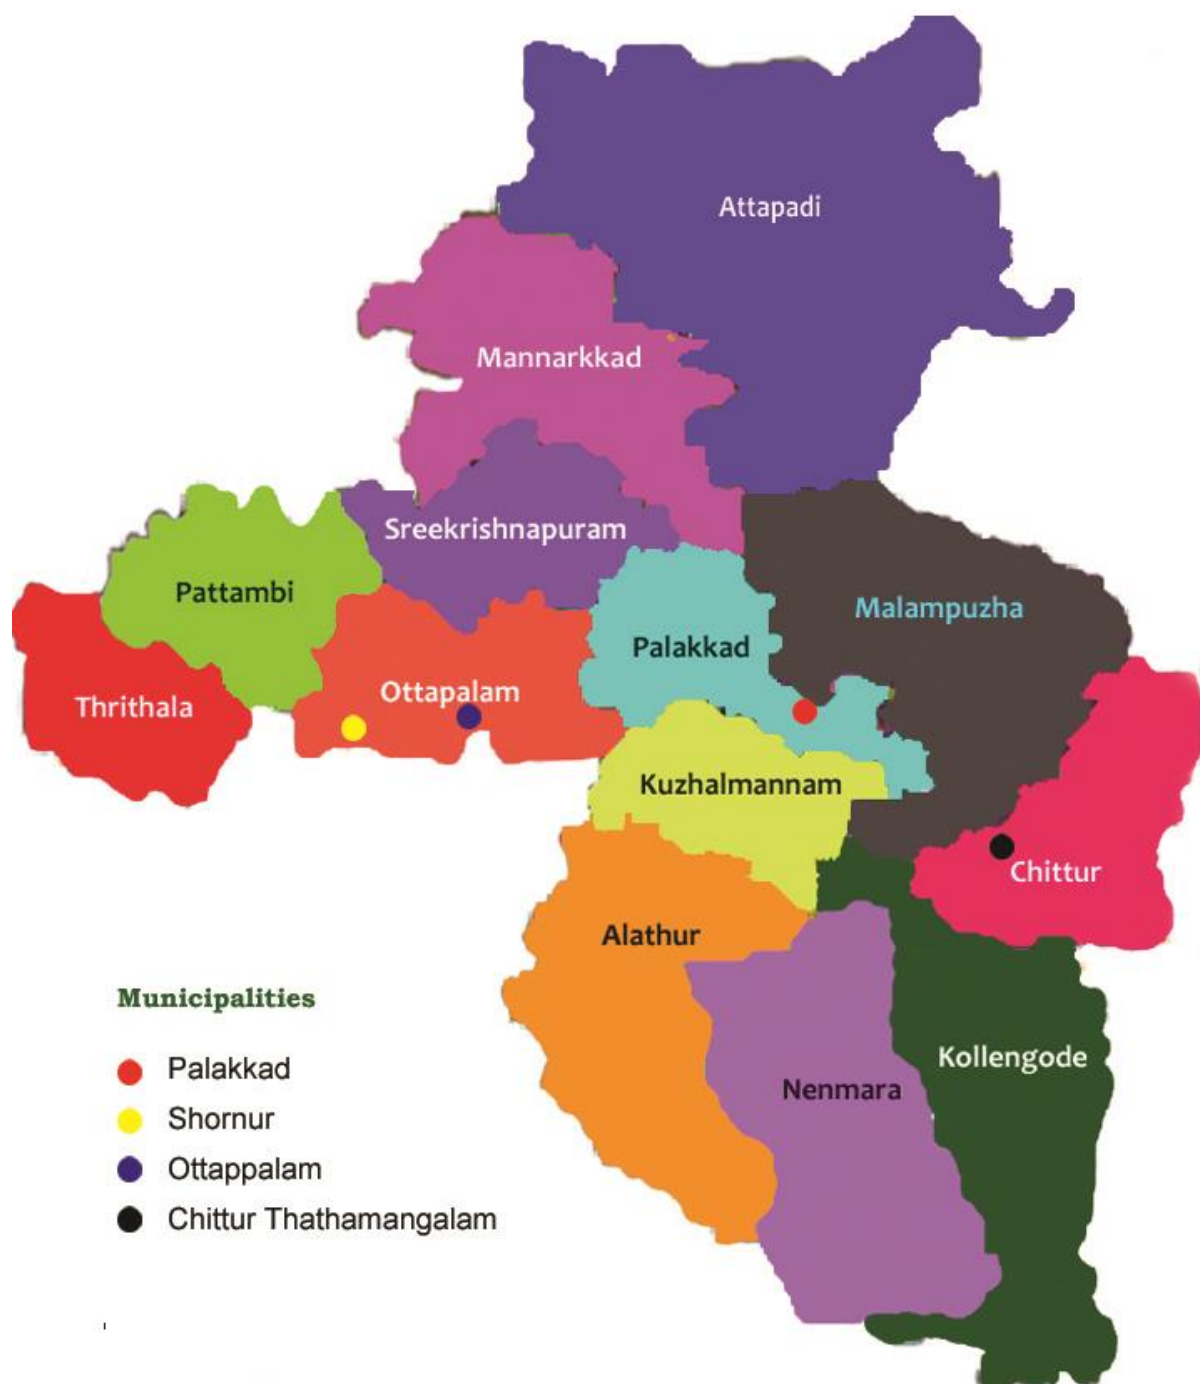 Attapadi
Mannarkkad
Sreekrishnapuram
Pattambi
Malampuzha
Palakkad
Ottapalam
Thrithala
Kuzhalmannam
Chittur
Alathur
Kollengode
Nenmara
Municipalities
Palakkad
Shornur
Ottappalam
Chittur Thathamangalam